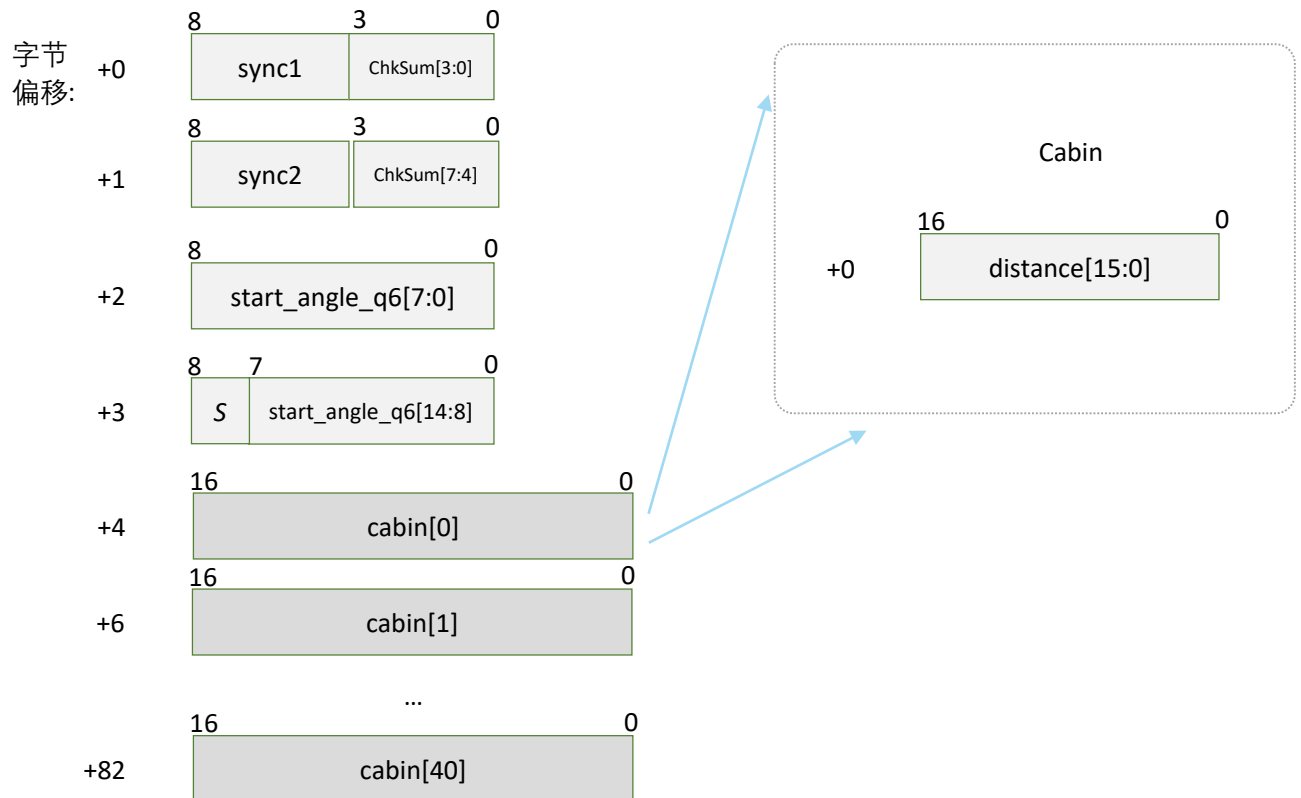 字节
偏移:
8 3 0
+0 sync1 ChkSum[3:0]
8 3 0
+1 sync2 ChkSum[7:4]
8 0
+2 start_angle_q6[7:0]
8 7 0
+3 S start_angle_q6[14:8]
16 0
+4 cabin[0]
16 0
+6 cabin[1]
...
16 0
+82 cabin[40]
Cabin
16 0
+0 distance[15:0]